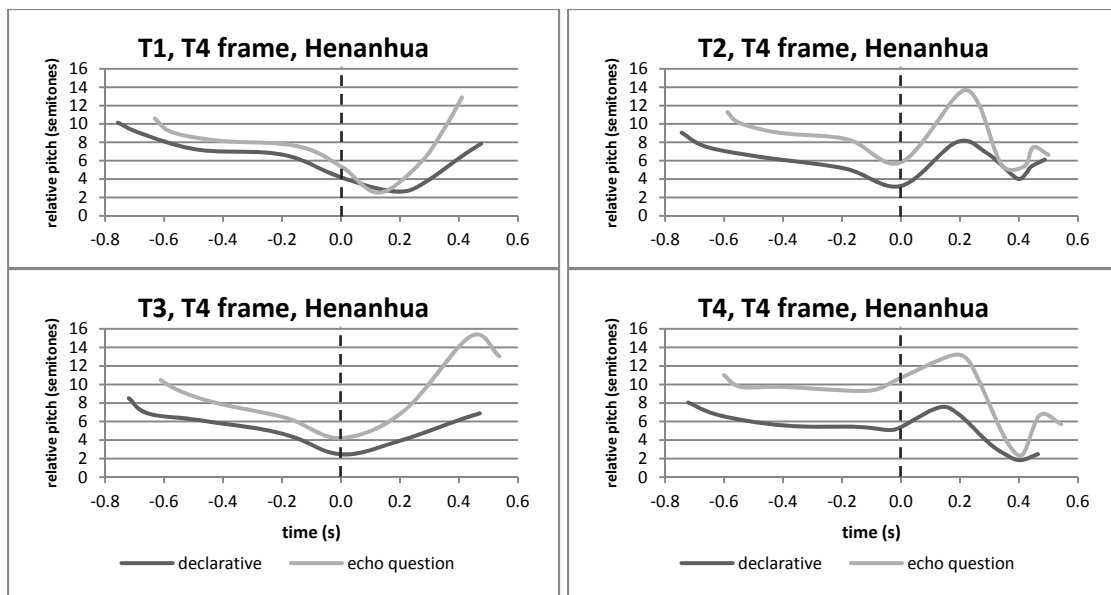 T1, T4 frame, Henanhua
relative pitch (semitones)
16
14
12
10
8
6
4
2
0
-0.8 -0.6 -0.4 -0.2 0.0 0.2 0.4 0.6
T2, T4 frame, Henanhua
relative pitch (semitones)
16
14
12
10
8
6
4
2
0
-0.8 -0.6 -0.4 -0.2 0.0 0.2 0.4 0.6
T3, T4 frame, Henanhua
relative pitch (semitones)
16
14
12
10
8
6
4
2
0
-0.8 -0.6 -0.4 -0.2 0.0 0.2 0.4 0.6
time (s)
declarative echo question
T4, T4 frame, Henanhua
relative pitch (semitones)
16
14
12
10
8
6
4
2
0
-0.8 -0.6 -0.4 -0.2 0.0 0.2 0.4 0.6
time (s)
declarative echo question